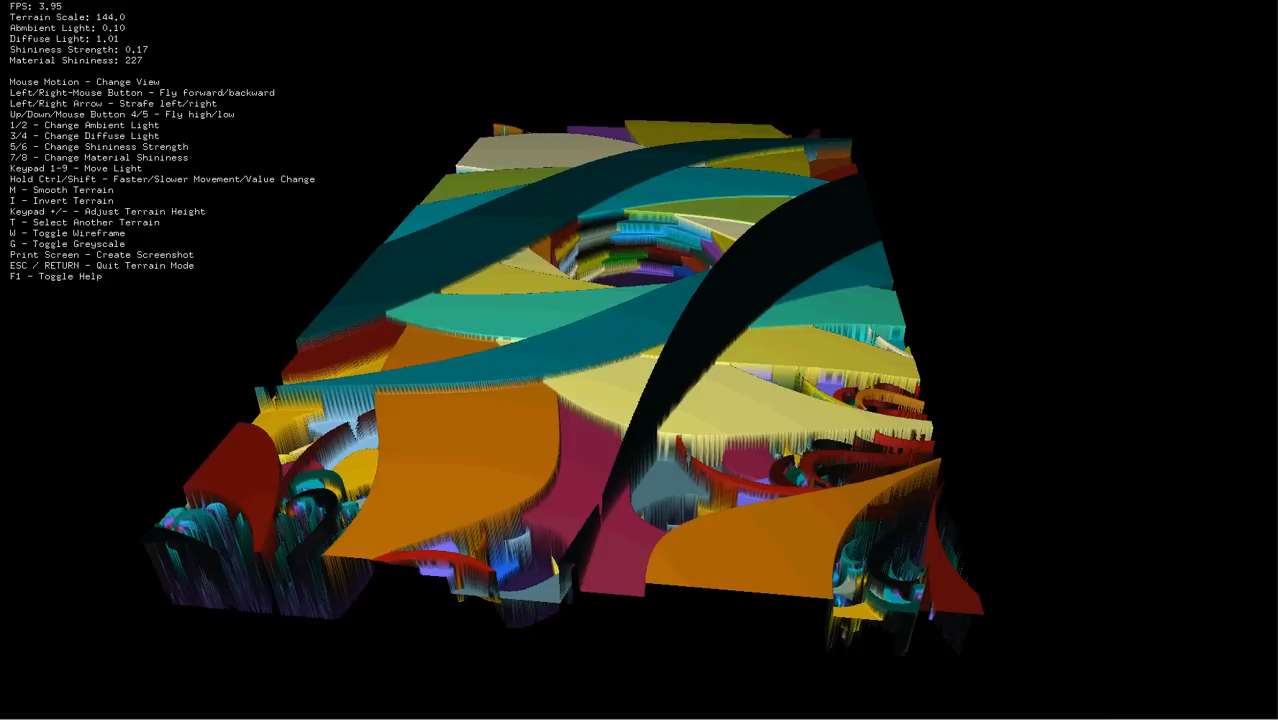 FPS: 3.95
Terrain Scale: 144.0
Abmbient Light: 0.10
Diffuse Light: 1.01
Shininess Strength: 0.17
Material Shininess: 227
Mouse Motion - Change View
Left/Right-Mouse Button - Fly forward/backward
Left/Right Arrow - Strafe left/right
Up/Down/Mouse Button 4/5 - Fly high/low
1/2 - Change Ambient Light
3/4 - Change Diffuse Light
5/6 - Change Shininess Strength
7/8 - Change Material Shininess
Keypad 1-9 - Move Light
Hold Ctrl/Shift - Faster/Slower Movement/Value Change
M - Smooth Terrain
I - Invert Terrain
Keypad +/- - Adjust Terrain Height
T - Select Another Terrain
W - Toggle Wireframe
G - Toggle Greyscale
Print Screen - Create Screenshot
ESC / RETURN - Quit Terrain Mode
F1 - Toggle Help